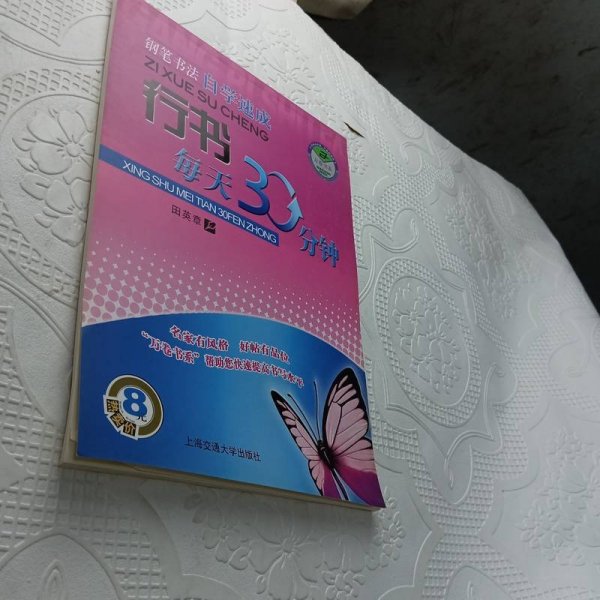 钢笔书法 自学速成
ZI XUE SU CHENG
行书
每天30分钟
XING SHU MEI TIAN 30FEN ZHONG
田英章
名家有风格 好帖有品位
“万卷书系”帮助您快速提高书写水平
8元
上海交通大学出版社